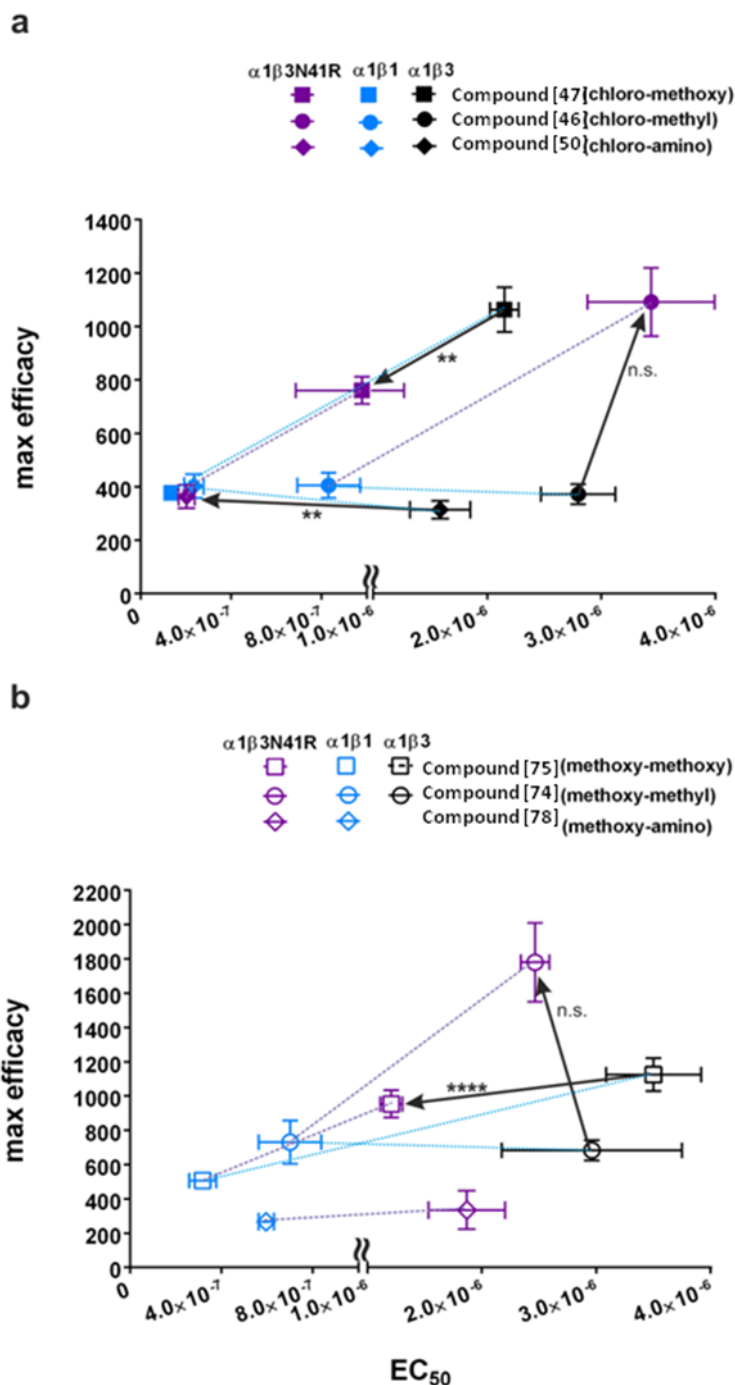 a
α1β3N41R α1β1 α1β3
Compound [47] (chloro-methoxy)
Compound [46] (chloro-methyl)
Compound [50] (chloro-amino)
1400
1200
1000
800
600
400
200
0
max efficacy
**
n.s.
**
0 4.0×10⁻⁷ 8.0×10⁻⁷ 1.0×10⁻⁶ 2.0×10⁻⁶ 3.0×10⁻⁶ 4.0×10⁻⁶
b
α1β3N41R α1β1 α1β3
Compound [75] (methoxy-methoxy)
Compound [74] (methoxy-methyl)
Compound [78] (methoxy-amino)
2200
2000
1800
1600
1400
1200
1000
800
600
400
200
0
max efficacy
n.s.
****
0 4.0×10⁻⁷ 8.0×10⁻⁷ 1.0×10⁻⁶ 2.0×10⁻⁶ 3.0×10⁻⁶ 4.0×10⁻⁶
EC₅₀